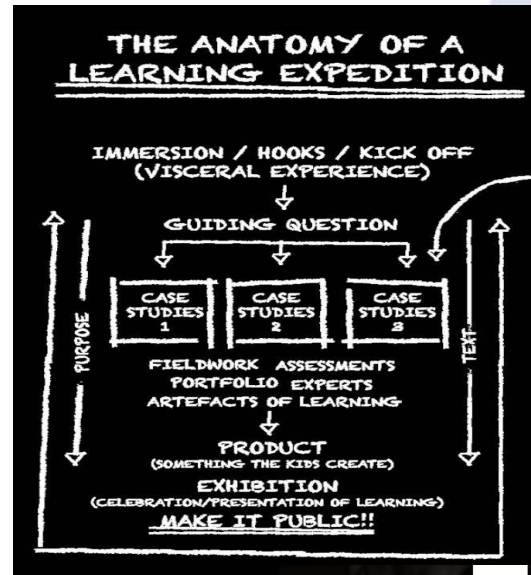 THE ANATOMY OF A
LEARNING EXPEDITION
IMMERSION / HOOKS / KICK OFF
(VISCERAL EXPERIENCE)
GUIDING QUESTION
PURPOSE
CASE STUDIES 1
CASE STUDIES 2
CASE STUDIES 3
TEXT
FIELDWORK ASSESSMENTS
PORTFOLIO EXPERTS
ARTEFACTS OF LEARNING
PRODUCT
(SOMETHING THE KIDS CREATE)
EXHIBITION
(CELEBRATION/PRESENTATION OF LEARNING)
MAKE IT PUBLIC!!